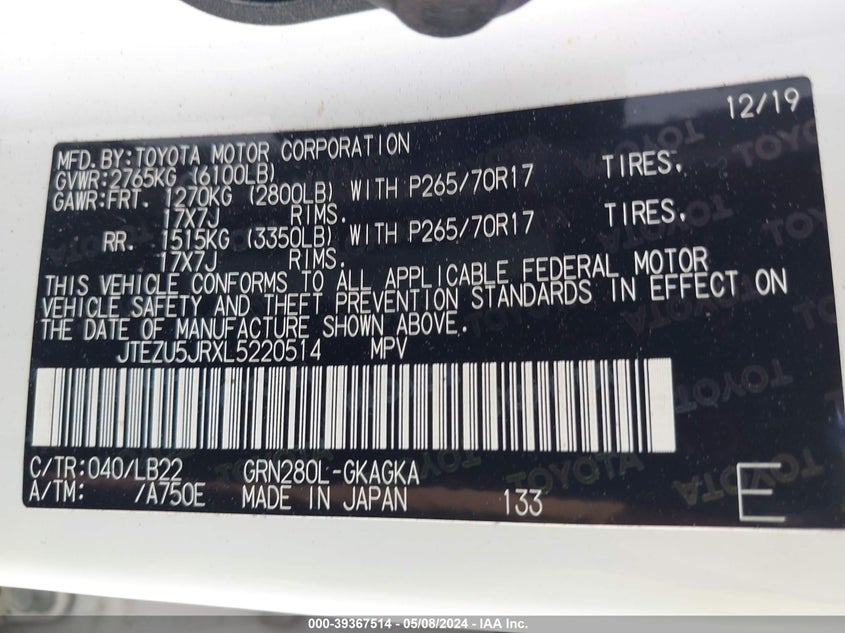 12/19
MFD. BY:TOYOTA MOTOR CORPORATION
GVWR:2765KG (6100LB)
GAWR:FRT. 1270KG (2800LB) WITH P265/70R17 TIRES.
17X7J RIMS.
RR. 1515KG (3350LB) WITH P265/70R17 TIRES.
17X7J RIMS.
THIS VEHICLE CONFORMS TO ALL APPLICABLE FEDERAL MOTOR
VEHICLE SAFETY AND THEFT PREVENTION STANDARDS IN EFFECT ON
THE DATE OF MANUFACTURE SHOWN ABOVE.
JTEZU5JRXL5220514 MPV
C/TR:040/LB22 GRN280L-GKAGKA
A/TM: /A750E MADE IN JAPAN 133 E
TOYOTA
TOYOTA
TOYOTA
000-39367514 - 05/08/2024 - IAA Inc.